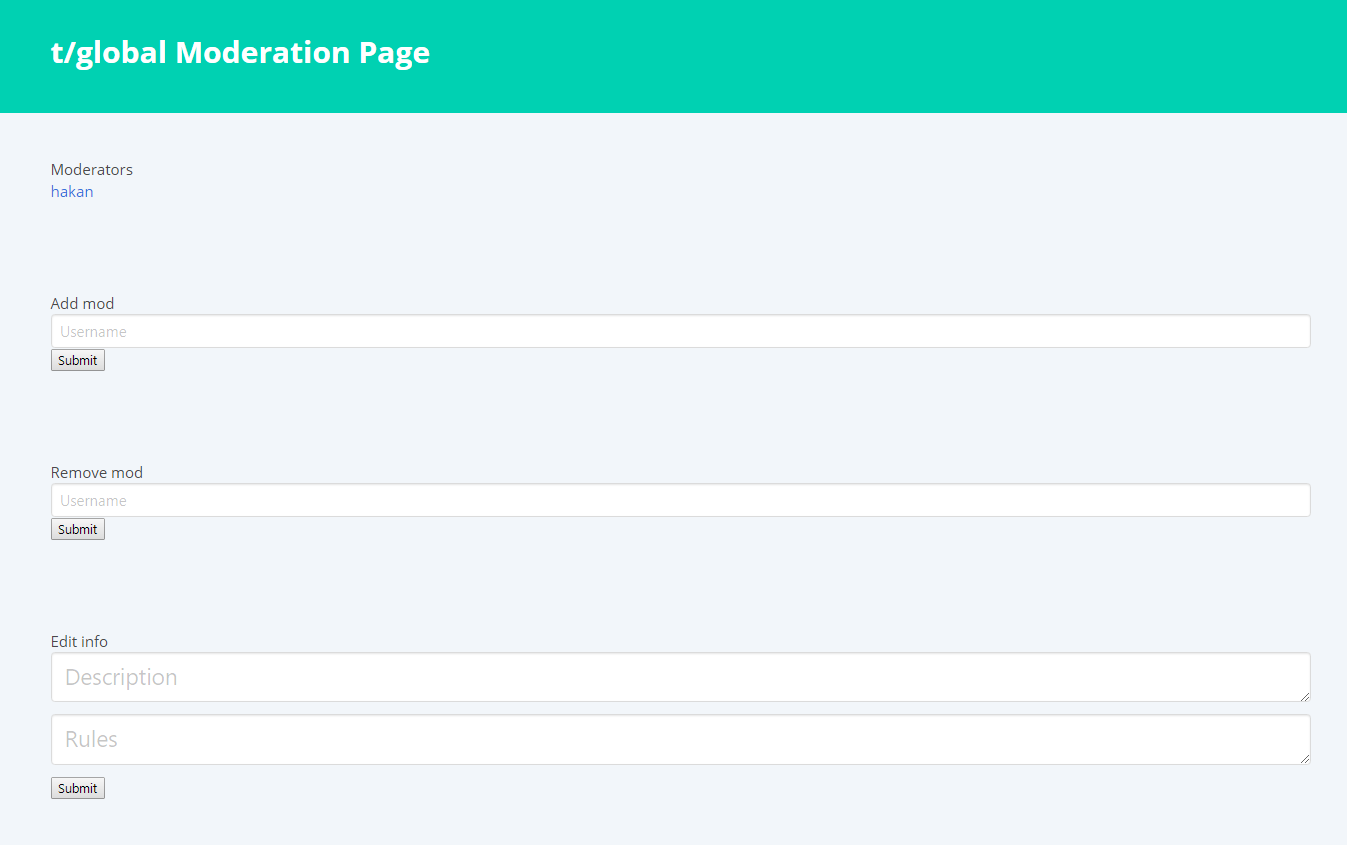 t/global Moderation Page
Moderators
hakan
Add mod
Username
Submit
Remove mod
Username
Submit
Edit info
Description
Rules
Submit